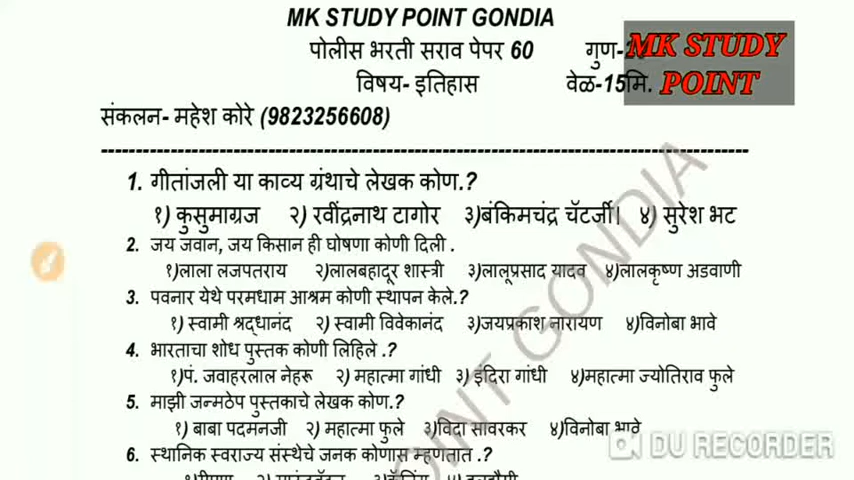 MK STUDY POINT GONDIA
पोलीस भरती सराव पेपर 60 गुण-2
MK STUDY POINT
विषय- इतिहास वेळ-15मि.
संकलन- महेश कोरे (9823256608)
1. गीतांजली या काव्य ग्रंथाचे लेखक कोण.?
१) कुसुमाग्रज २) रवींद्रनाथ टागोर ३)बंकिमचंद्र चॅटर्जी। ४) सुरेश भट
2. जय जवान, जय किसान ही घोषणा कोणी दिली .
१)लाला लजपतराय २)लालबहादूर शास्त्री ३)लालूप्रसाद यादव ४)लालकृष्ण अडवाणी
3. पवनार येथे परमधाम आश्रम कोणी स्थापन केले.?
१) स्वामी श्रद्धानंद २) स्वामी विवेकानंद ३)जयप्रकाश नारायण ४)विनोबा भावे
4. भारताचा शोध पुस्तक कोणी लिहिले .?
१)पं. जवाहरलाल नेहरू २) महात्मा गांधी ३) इंदिरा गांधी ४)महात्मा ज्योतिराव फुले
5. माझी जन्मठेप पुस्तकाचे लेखक कोण.?
१) बाबा पदमनजी २) महात्मा फुले ३)विदा सावरकर ४)विनोबा भावे
6. स्थानिक स्वराज्य संस्थेचे जनक कोणास म्हणतात .?
POINT GONDIA
DU RECORDER